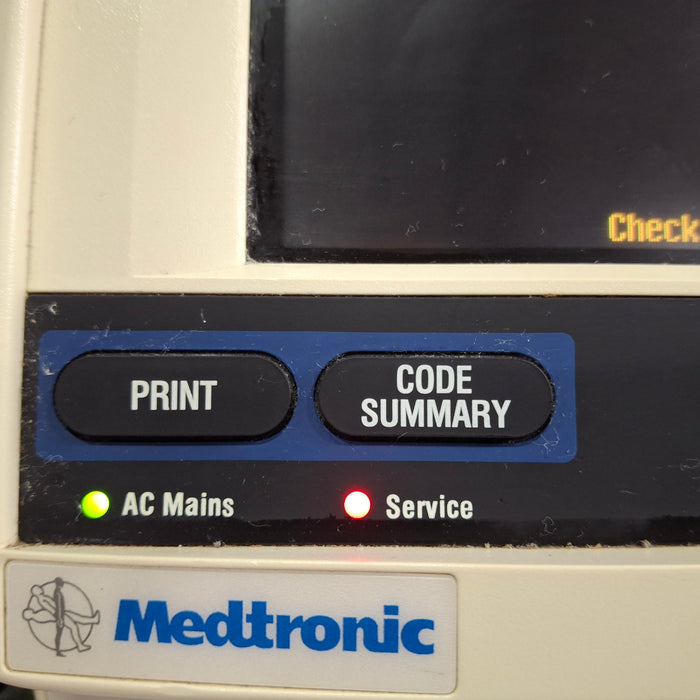 Check
PRINT
CODE
SUMMARY
AC Mains
Service
Medtronic